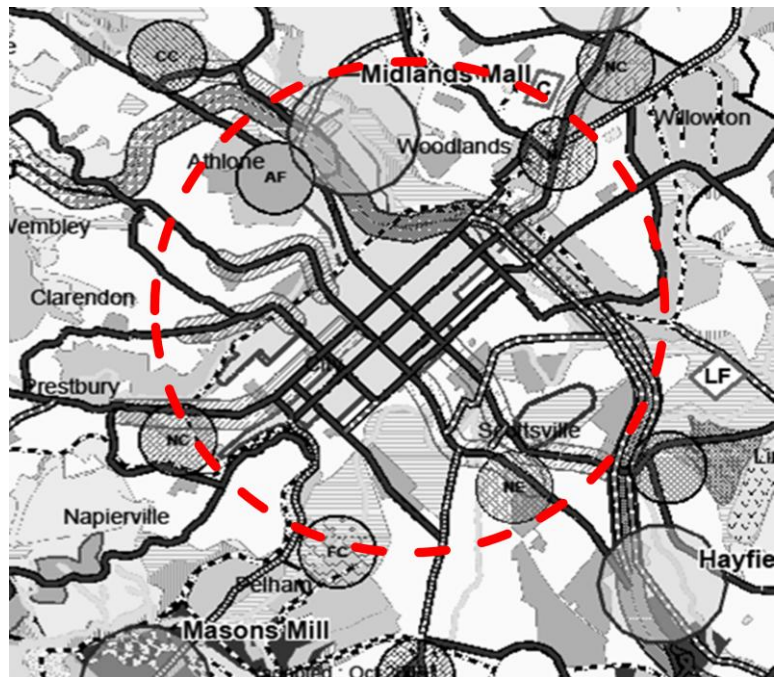 CC
NC
Midlands Mall
C
Willowton
Woodlands
Athlone
AF
Wembley
Clarendon
Prestbury
LF
Scottsville
NC
NE
Napierville
FC
Hayfie
Pelham
Masons Mill